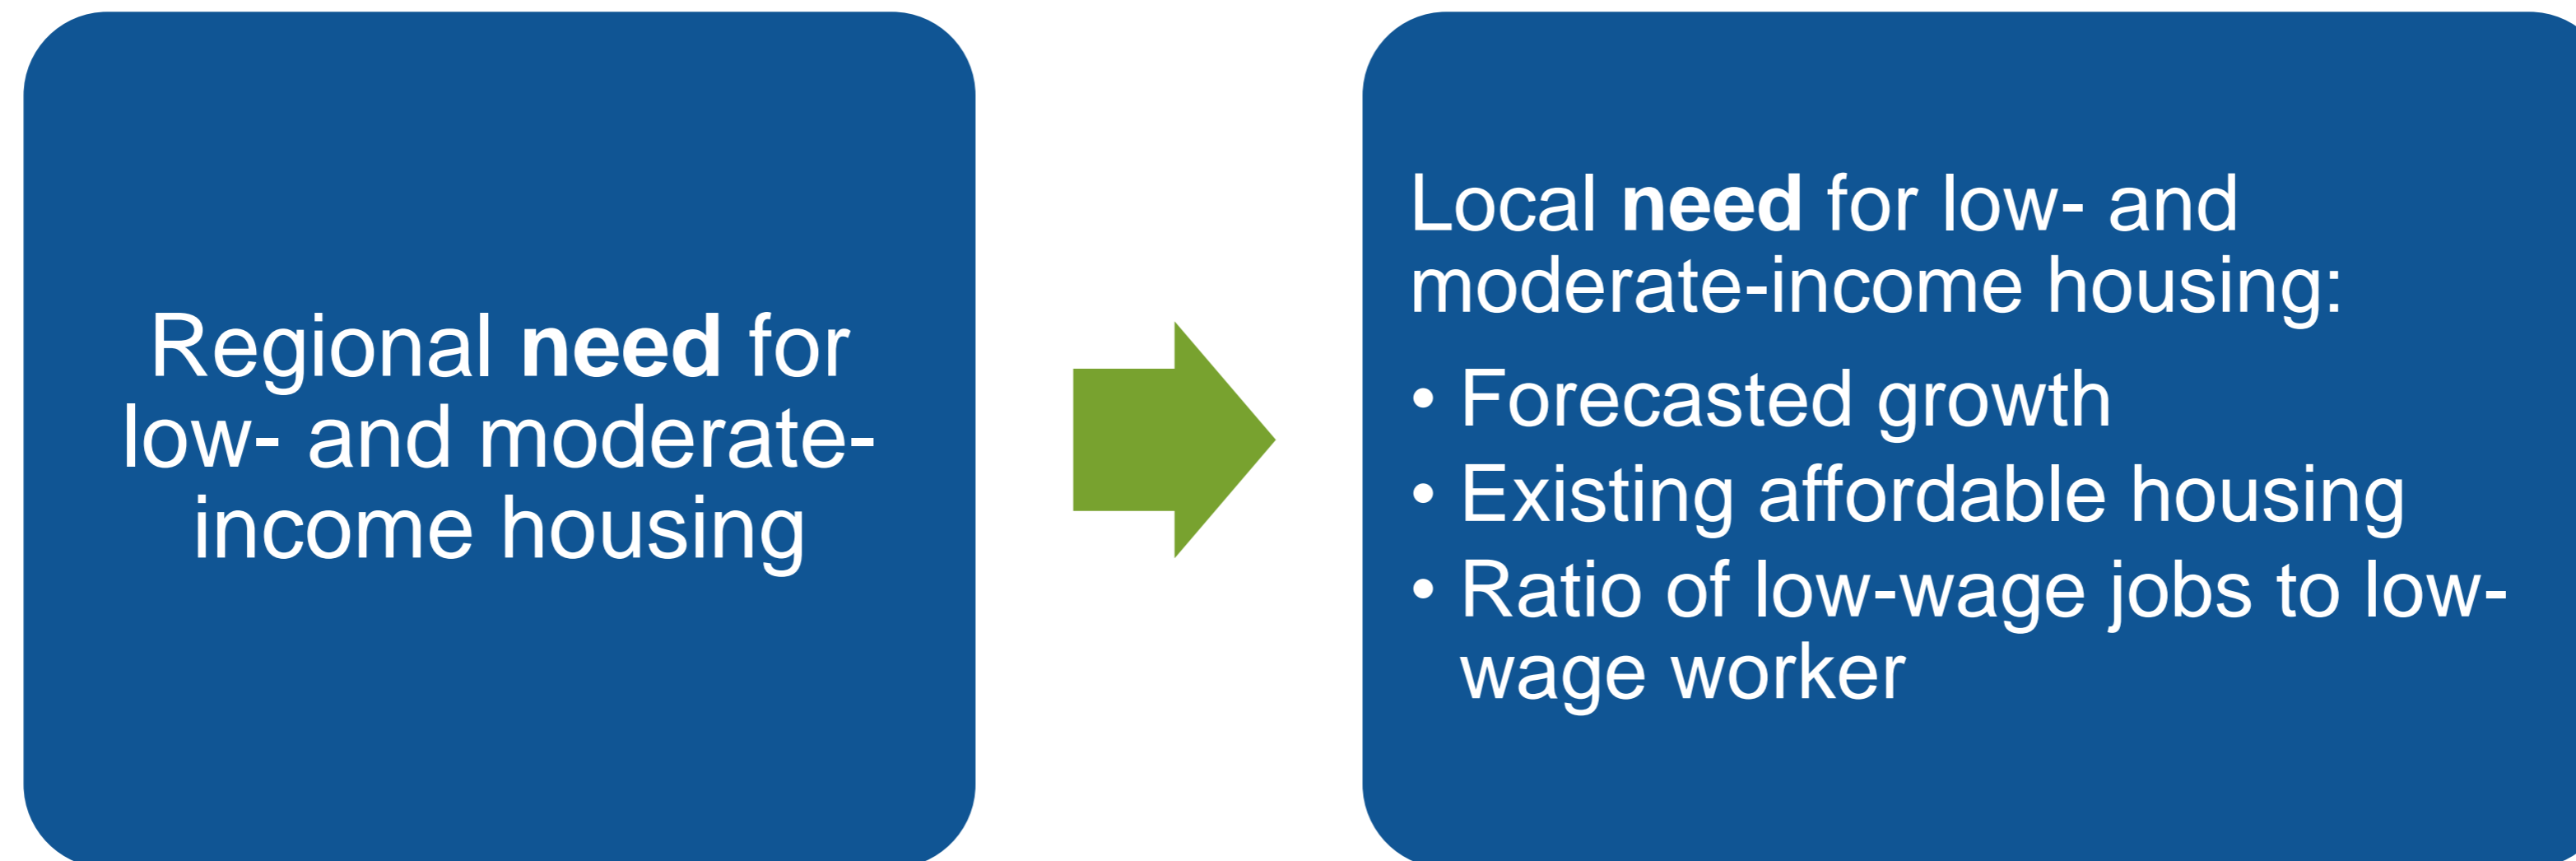 Regional need for
low- and moderate-
income housing
Local need for low- and
moderate-income housing:
• Forecasted growth
• Existing affordable housing
• Ratio of low-wage jobs to low-
wage worker